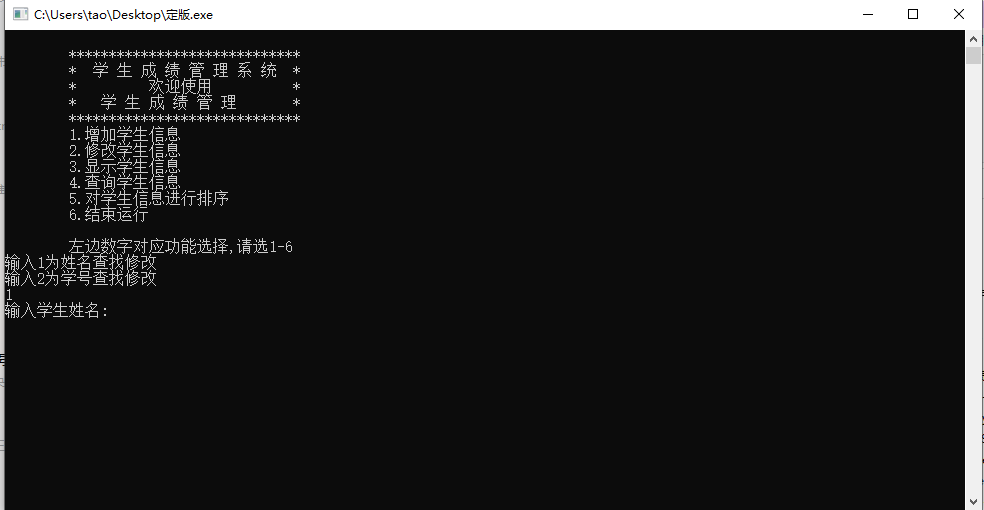 C:\Users\tao\Desktop\定版.exe
*****************************
* 学 生 成 绩 管 理 系 统 *
* 欢迎使用 *
* 学 生 成 绩 管 理 *
*****************************
1.增加学生信息
2.修改学生信息
3.显示学生信息
4.查询学生信息
5.对学生信息进行排序
6.结束运行
左边数字对应功能选择,请选1-6
输入1为姓名查找修改
输入2为学号查找修改
1
输入学生姓名: